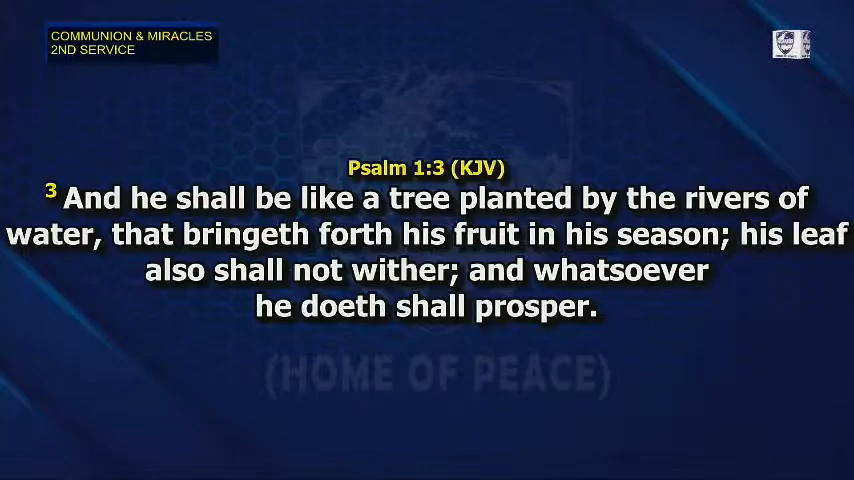 COMMUNION & MIRACLES
2ND SERVICE
Psalm 1:3 (KJV)
3 And he shall be like a tree planted by the rivers of
water, that bringeth forth his fruit in his season; his leaf
also shall not wither; and whatsoever
he doeth shall prosper.
(HOME OF PEACE)